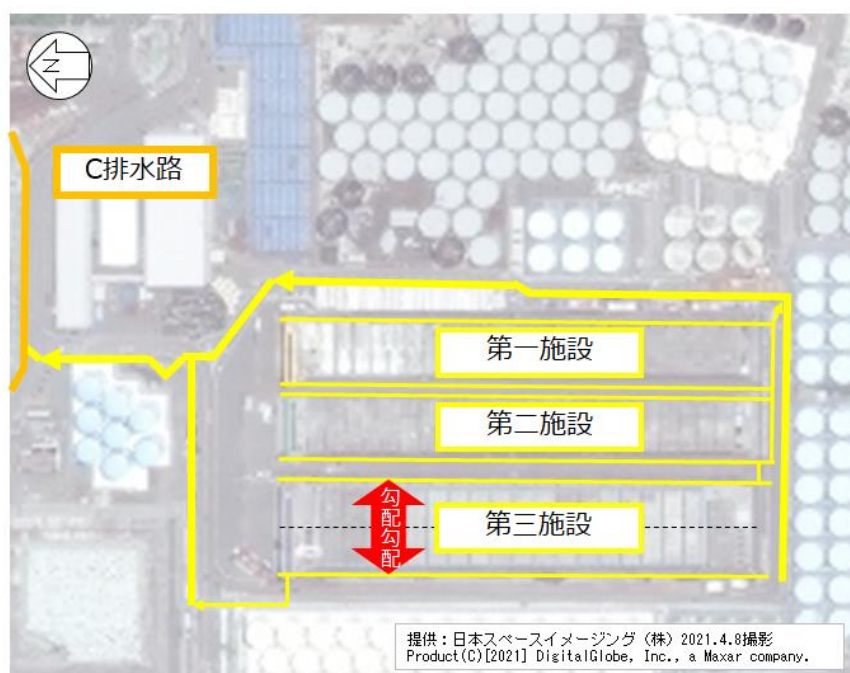 N
C排水路
第一施設
第二施設
勾配勾配
第三施設
提供：日本スペースイメージング（株）2021.4.8撮影
Product(C)[2021] DigitalGlobe, Inc., a Maxar company.